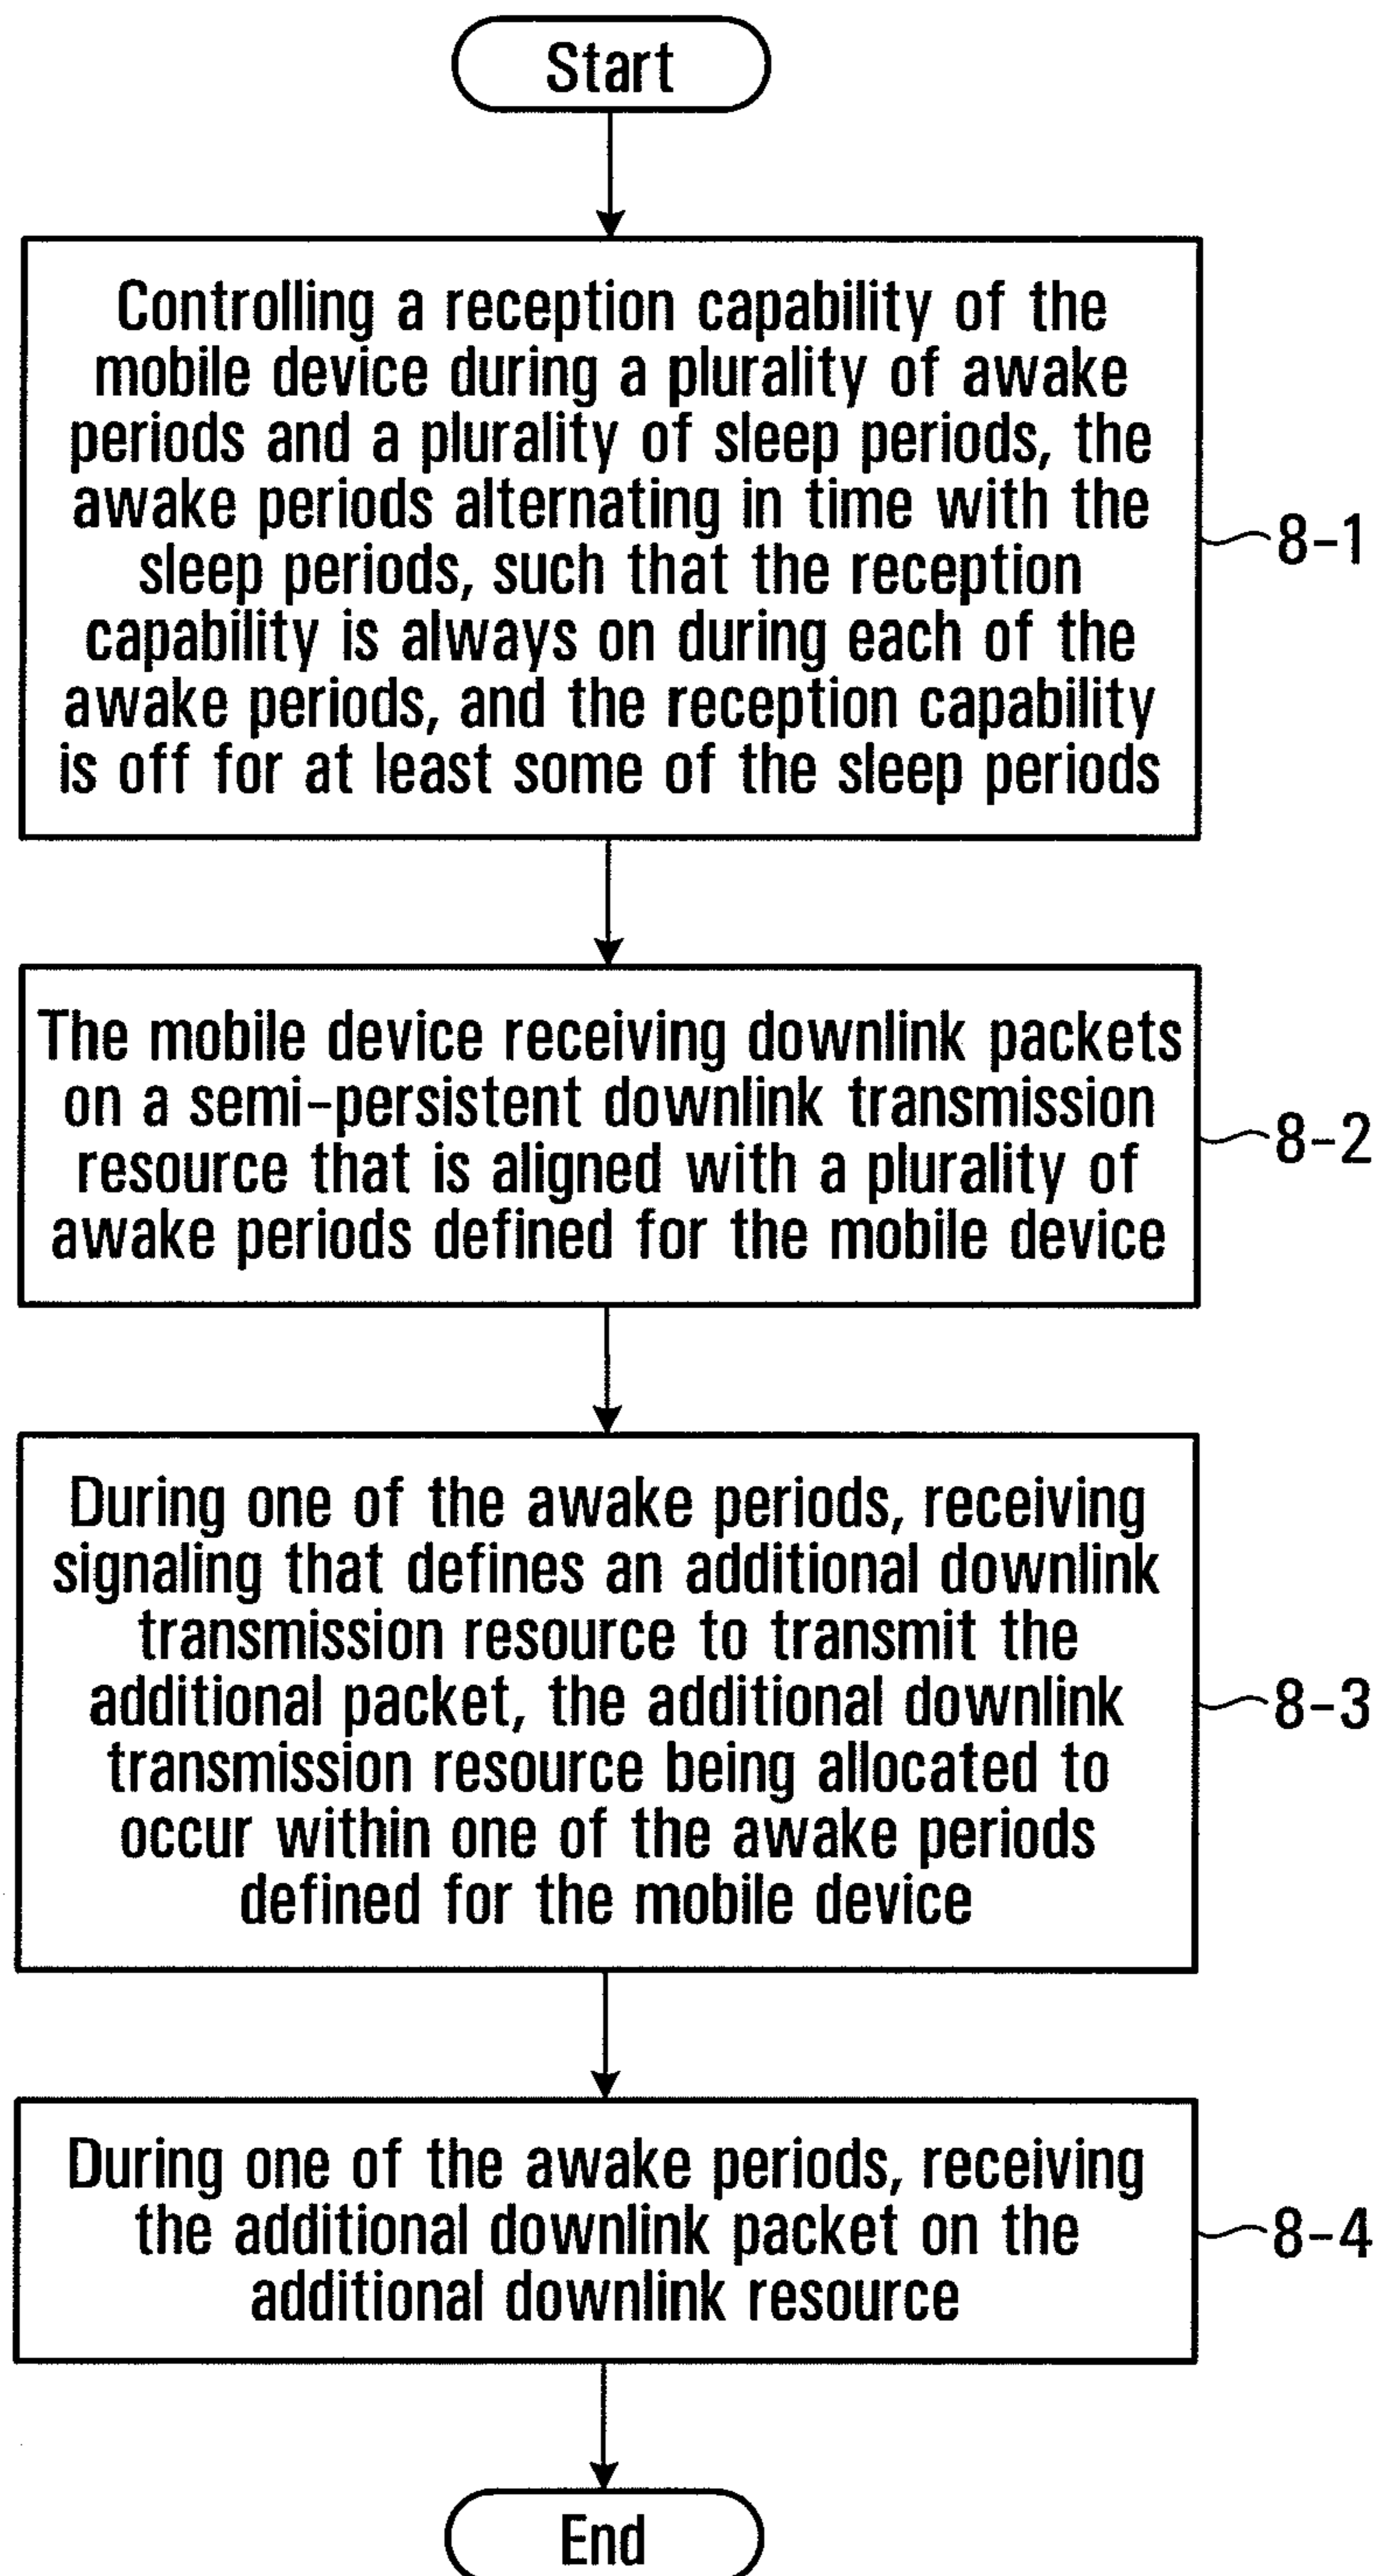 Start
Controlling a reception capability of the
mobile device during a plurality of awake
periods and a plurality of sleep periods, the
awake periods alternating in time with the
sleep periods, such that the reception
capability is always on during each of the
awake periods, and the reception capability
is off for at least some of the sleep periods
8-1
The mobile device receiving downlink packets
on a semi-persistent downlink transmission
resource that is aligned with a plurality of
awake periods defined for the mobile device
8-2
During one of the awake periods, receiving
signaling that defines an additional downlink
transmission resource to transmit the
additional packet, the additional downlink
transmission resource being allocated to
occur within one of the awake periods
defined for the mobile device
8-3
During one of the awake periods, receiving
the additional downlink packet on the
additional downlink resource
8-4
End